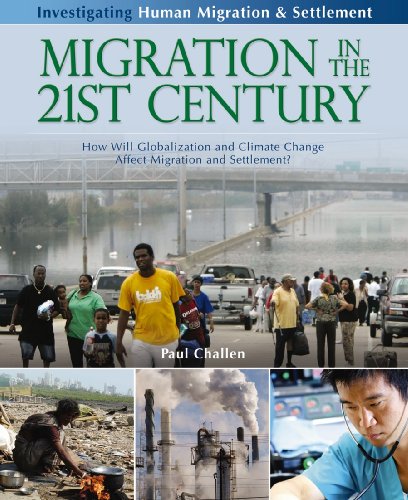 Investigating Human Migration & Settlement
MIGRATION IN THE
21ST CENTURY
How Will Globalization and Climate Change
Affect Migration and Settlement?
Paul Challen